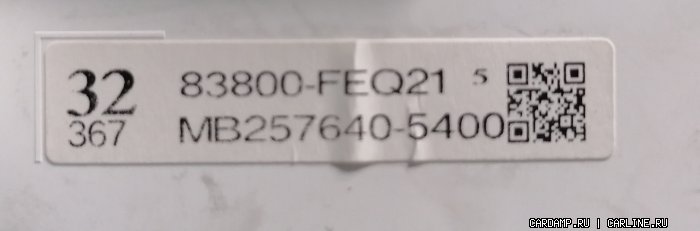 32 83800-FEQ21 5
367 MB257640-5400
CARDAMP.RU | CARLINE.RU